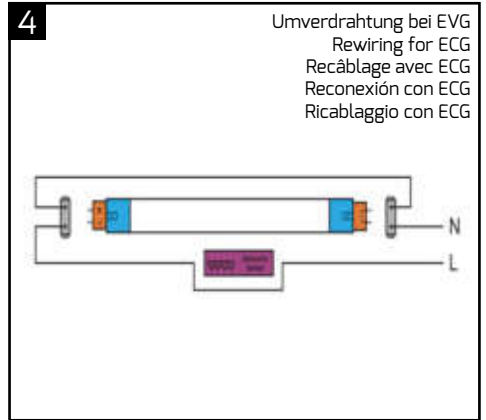 4
Umverdrahtung bei EVG
Rewiring for ECG
Recâblage avec ECG
Reconexión con ECG
Ricablaggio con ECG
N
L